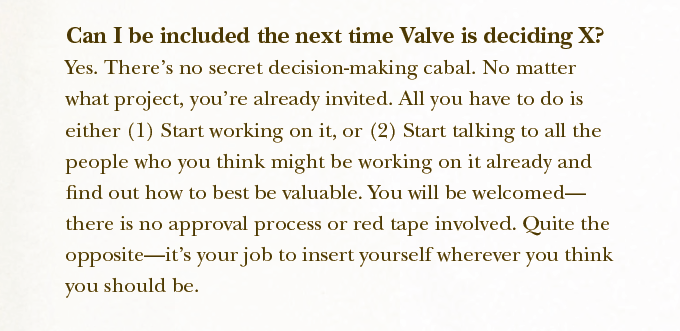 Can I be included the next time Valve is deciding X?
Yes. There’s no secret decision-making cabal. No matter
what project, you’re already invited. All you have to do is
either (1) Start working on it, or (2) Start talking to all the
people who you think might be working on it already and
find out how to best be valuable. You will be welcomed—
there is no approval process or red tape involved. Quite the
opposite—it’s your job to insert yourself wherever you think
you should be.